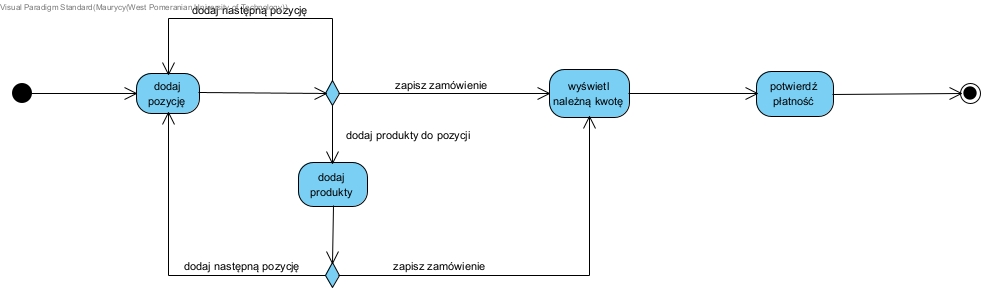 Visual Paradigm Standard(Maurycy(West Pomeranian University of Technology))
dodaj następną pozycję
dodaj
pozycję
zapisz zamówienie
wyświetl
należną kwotę
potwierdź
płatność
dodaj produkty do pozycji
dodaj
produkty
dodaj następną pozycję
zapisz zamówienie